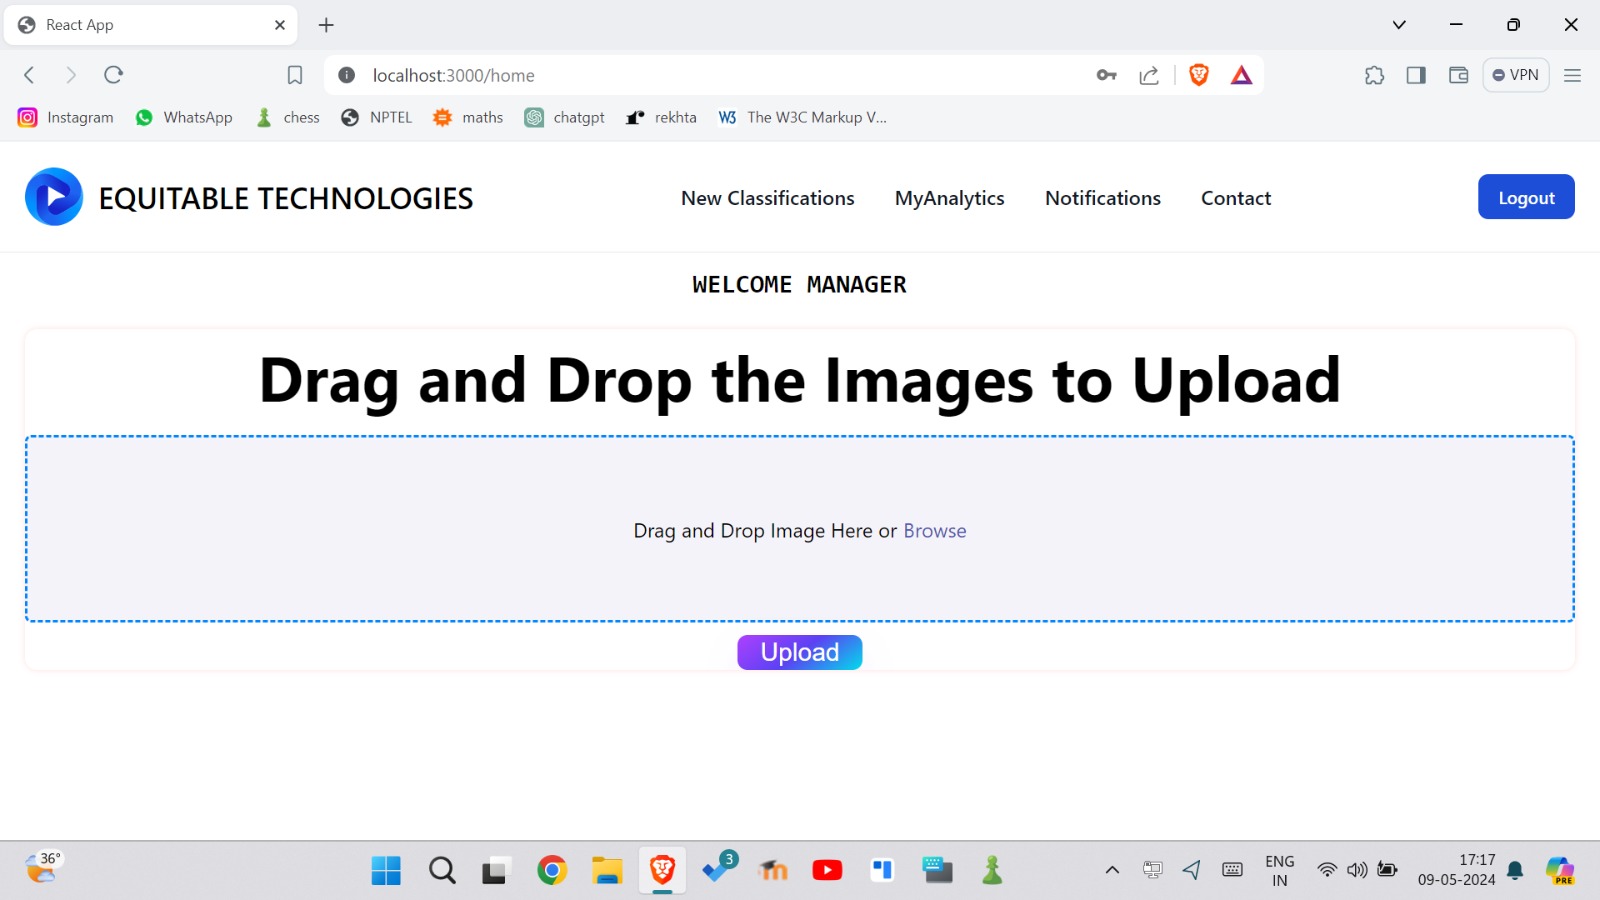 React App
localhost:3000/home
VPN
Instagram
WhatsApp
chess
NPTEL
maths
chatgpt
rekhta
W3 The W3C Markup V...
EQUITABLE TECHNOLOGIES
New Classifications
MyAnalytics
Notifications
Contact
Logout
WELCOME MANAGER
Drag and Drop the Images to Upload
Drag and Drop Image Here or Browse
Upload
36°
3
ENG
IN
17:17
09-05-2024
PRE